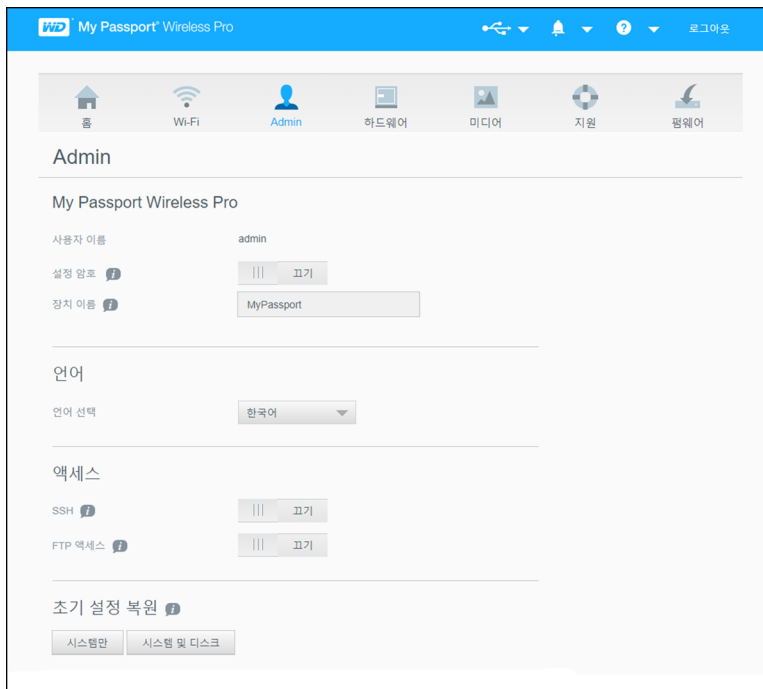 WD My Passport® Wireless Pro 로그아웃
홈 Wi-Fi Admin 하드웨어 미디어 지원 펌웨어
Admin
My Passport Wireless Pro
사용자 이름 admin
설정 암호 끄기
장치 이름 MyPassport
언어
언어 선택 한국어
액세스
SSH 끄기
FTP 액세스 끄기
초기 설정 복원
시스템만 시스템 및 디스크